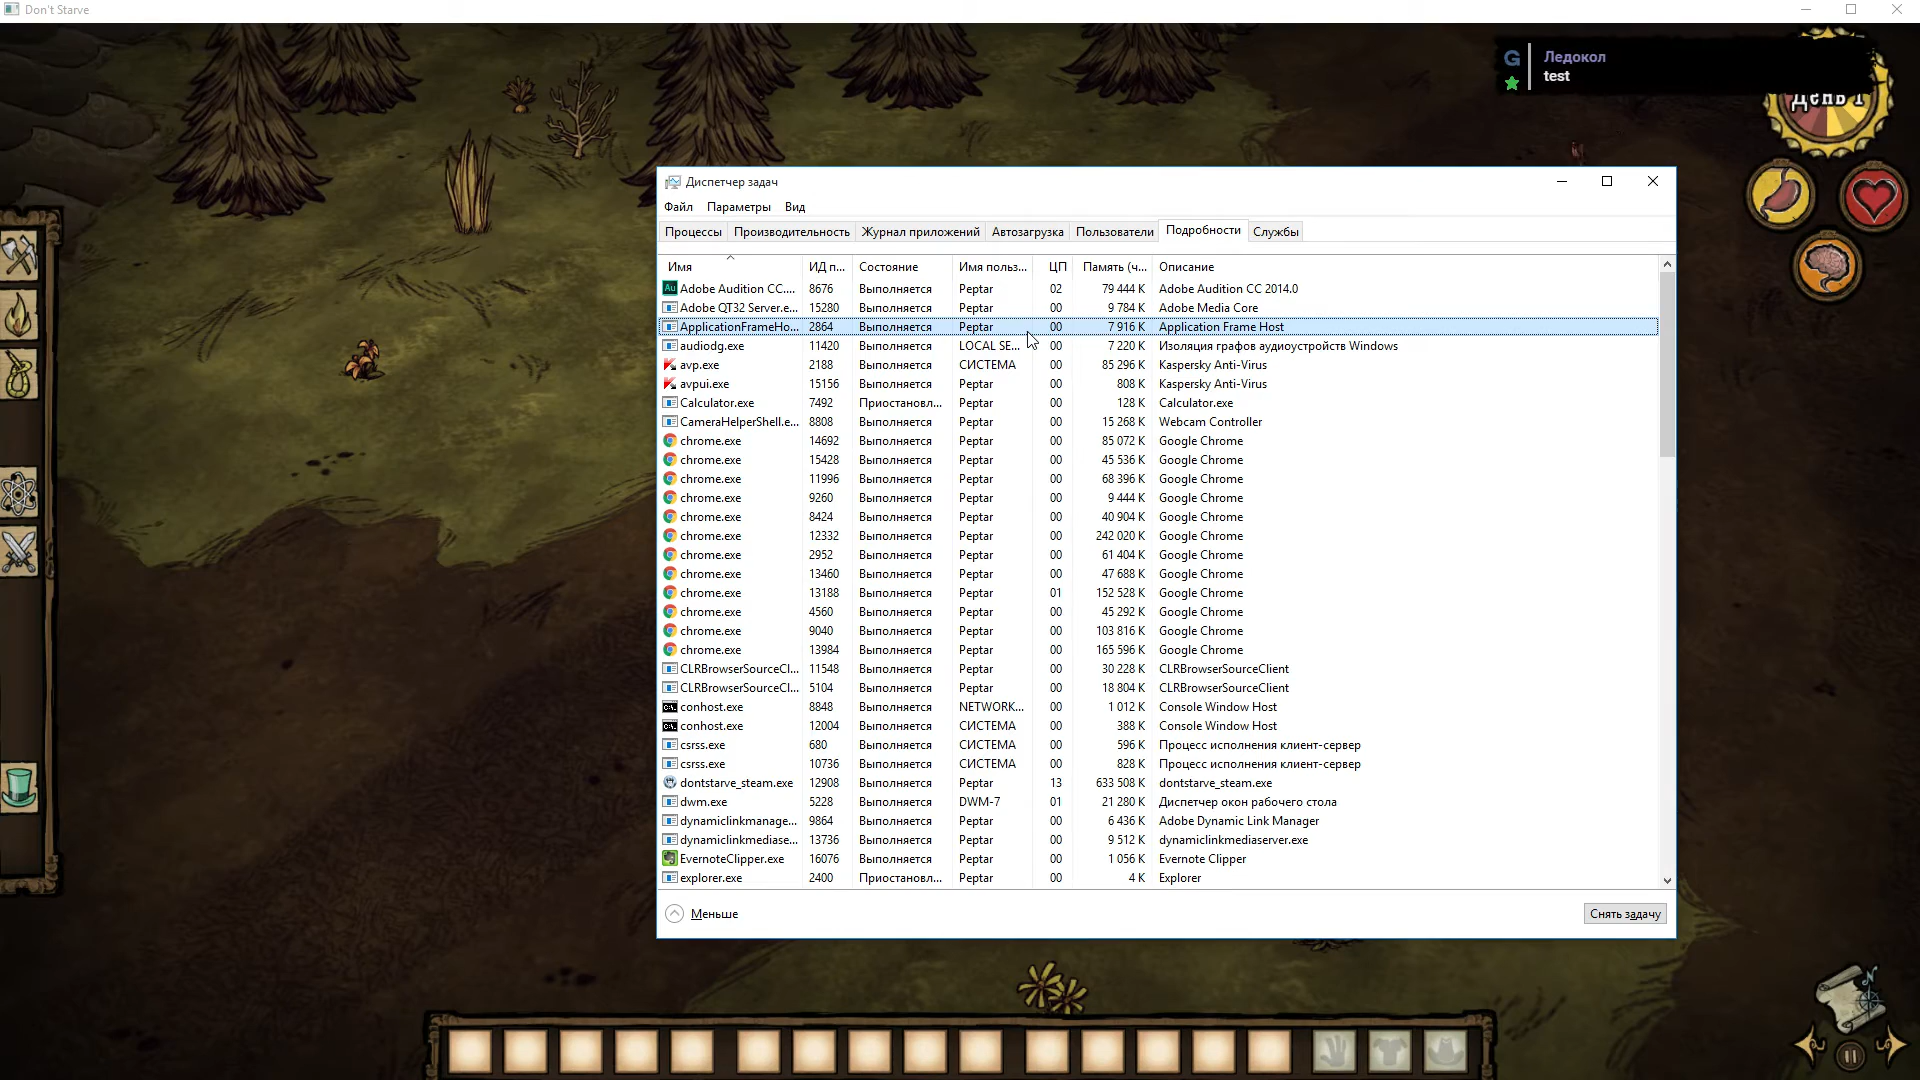 Don't Starve
Ледокол
test
День 1
Диспетчер задач
Файл Параметры Вид
Процессы Производительность Журнал приложений Автозагрузка Пользователи Подробности Службы
Имя ИД п... Состояние Имя польз... ЦП Память (ч... Описание
Adobe Audition CC.... 8676 Выполняется Peptar 02 79 444 K Adobe Audition CC 2014.0
Adobe QT32 Server.e... 15280 Выполняется Peptar 00 9 784 K Adobe Media Core
ApplicationFrameHo... 2864 Выполняется Peptar 00 7 916 K Application Frame Host
audiodg.exe 11420 Выполняется LOCAL SE... 00 7 220 K Изоляция графов аудиоустройств Windows
avp.exe 2188 Выполняется СИСТЕМА 00 85 296 K Kaspersky Anti-Virus
avpui.exe 15156 Выполняется Peptar 00 808 K Kaspersky Anti-Virus
Calculator.exe 7492 Приостановл... Peptar 00 128 K Calculator.exe
CameraHelperShell.e... 8808 Выполняется Peptar 00 15 268 K Webcam Controller
chrome.exe 14692 Выполняется Peptar 00 85 072 K Google Chrome
chrome.exe 15428 Выполняется Peptar 00 45 536 K Google Chrome
chrome.exe 11996 Выполняется Peptar 00 68 396 K Google Chrome
chrome.exe 9260 Выполняется Peptar 00 9 444 K Google Chrome
chrome.exe 8424 Выполняется Peptar 00 40 904 K Google Chrome
chrome.exe 12332 Выполняется Peptar 00 242 020 K Google Chrome
chrome.exe 2952 Выполняется Peptar 00 61 404 K Google Chrome
chrome.exe 13460 Выполняется Peptar 00 47 688 K Google Chrome
chrome.exe 13188 Выполняется Peptar 01 152 528 K Google Chrome
chrome.exe 4560 Выполняется Peptar 00 45 292 K Google Chrome
chrome.exe 9040 Выполняется Peptar 00 103 816 K Google Chrome
chrome.exe 13984 Выполняется Peptar 00 165 596 K Google Chrome
CLRBrowserSourceCl... 11548 Выполняется Peptar 00 30 228 K CLRBrowserSourceClient
CLRBrowserSourceCl... 5104 Выполняется Peptar 00 18 804 K CLRBrowserSourceClient
conhost.exe 8848 Выполняется NETWORK... 00 1 012 K Console Window Host
conhost.exe 12004 Выполняется СИСТЕМА 00 388 K Console Window Host
csrss.exe 680 Выполняется СИСТЕМА 00 596 K Процесс исполнения клиент-сервер
csrss.exe 10736 Выполняется СИСТЕМА 00 828 K Процесс исполнения клиент-сервер
dontstarve_steam.exe 12908 Выполняется Peptar 13 633 508 K dontstarve_steam.exe
dwm.exe 5228 Выполняется DWM-7 01 21 280 K Диспетчер окон рабочего стола
dynamiclinkmanage... 9864 Выполняется Peptar 00 6 436 K Adobe Dynamic Link Manager
dynamiclinkmediase... 13736 Выполняется Peptar 00 9 512 K dynamiclinkmediaserver.exe
EvernoteClipper.exe 16076 Выполняется Peptar 00 1 056 K Evernote Clipper
explorer.exe 2400 Приостановл... Peptar 00 4 K Explorer
Меньше Снять задачу